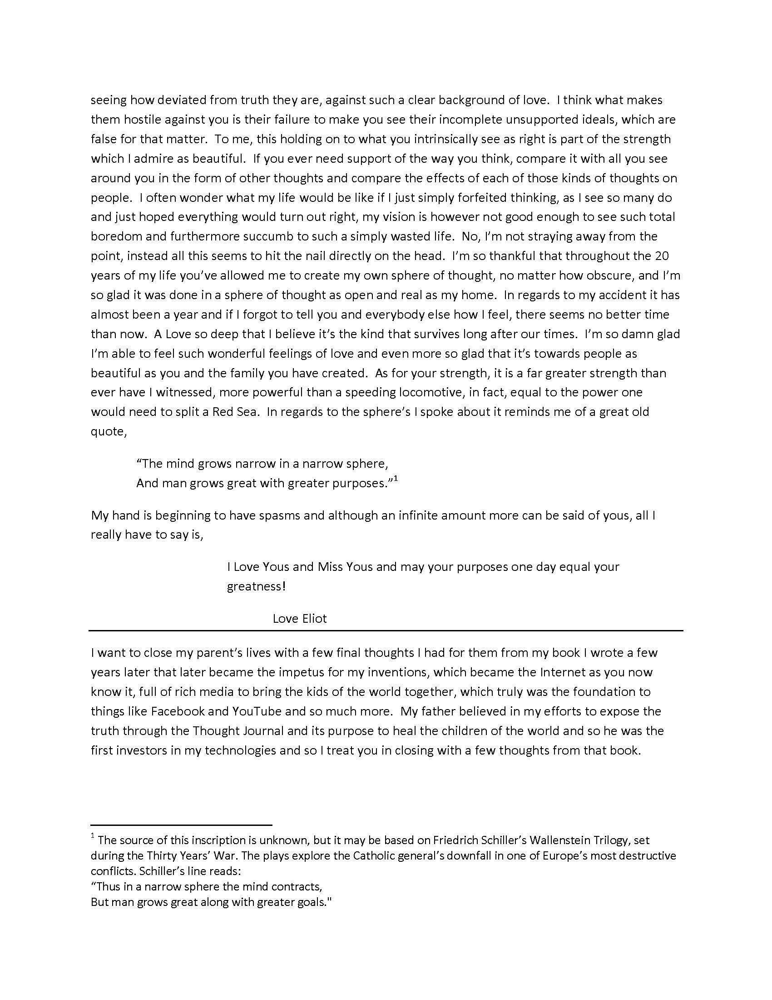 seeing how deviated from truth they are, against such a clear background of love.  I think what makes
them hostile against you is their failure to make you see their incomplete unsupported ideals, which are
false for that matter.  To me, this holding on to what you intrinsically see as right is part of the strength
which I admire as beautiful.  If you ever need support of the way you think, compare it with all you see
around you in the form of other thoughts and compare the effects of each of those kinds of thoughts on
people.  I often wonder what my life would be like if I just simply forfeited thinking, as I see so many do
and just hoped everything would turn out right, my vision is however not good enough to see such total
boredom and furthermore succumb to such a simply wasted life.  No, I’m not straying away from the
point, instead all this seems to hit the nail directly on the head.  I’m so thankful that throughout the 20
years of my life you’ve allowed me to create my own sphere of thought, no matter how obscure, and I’m
so glad it was done in a sphere of thought as open and real as my home.  In regards to my accident it has
almost been a year and if I forgot to tell you and everybody else how I feel, there seems no better time
than now.  A Love so deep that I believe it’s the kind that survives long after our times.  I’m so damn glad
I’m able to feel such wonderful feelings of love and even more so glad that it’s towards people as
beautiful as you and the family you have created.  As for your strength, it is a far greater strength than
ever have I witnessed, more powerful than a speeding locomotive, in fact, equal to the power one
would need to split a Red Sea.  In regards to the sphere’s I spoke about it reminds me of a great old
quote,
“The mind grows narrow in a narrow sphere,
And man grows great with greater purposes.”1
My hand is beginning to have spasms and although an infinite amount more can be said of yous, all I
really have to say is,
I Love Yous and Miss Yous and may your purposes one day equal your
greatness!
Love Eliot
I want to close my parent’s lives with a few final thoughts I had for them from my book I wrote a few
years later that later became the impetus for my inventions, which became the Internet as you now
know it, full of rich media to bring the kids of the world together, which truly was the foundation to
things like Facebook and YouTube and so much more.  My father believed in my efforts to expose the
truth through the Thought Journal and its purpose to heal the children of the world and so he was the
first investors in my technologies and so I treat you in closing with a few thoughts from that book.
1 The source of this inscription is unknown, but it may be based on Friedrich Schiller’s Wallenstein Trilogy, set
during the Thirty Years’ War. The plays explore the Catholic general’s downfall in one of Europe’s most destructive
conflicts. Schiller’s line reads:
“Thus in a narrow sphere the mind contracts,
But man grows great along with greater goals."